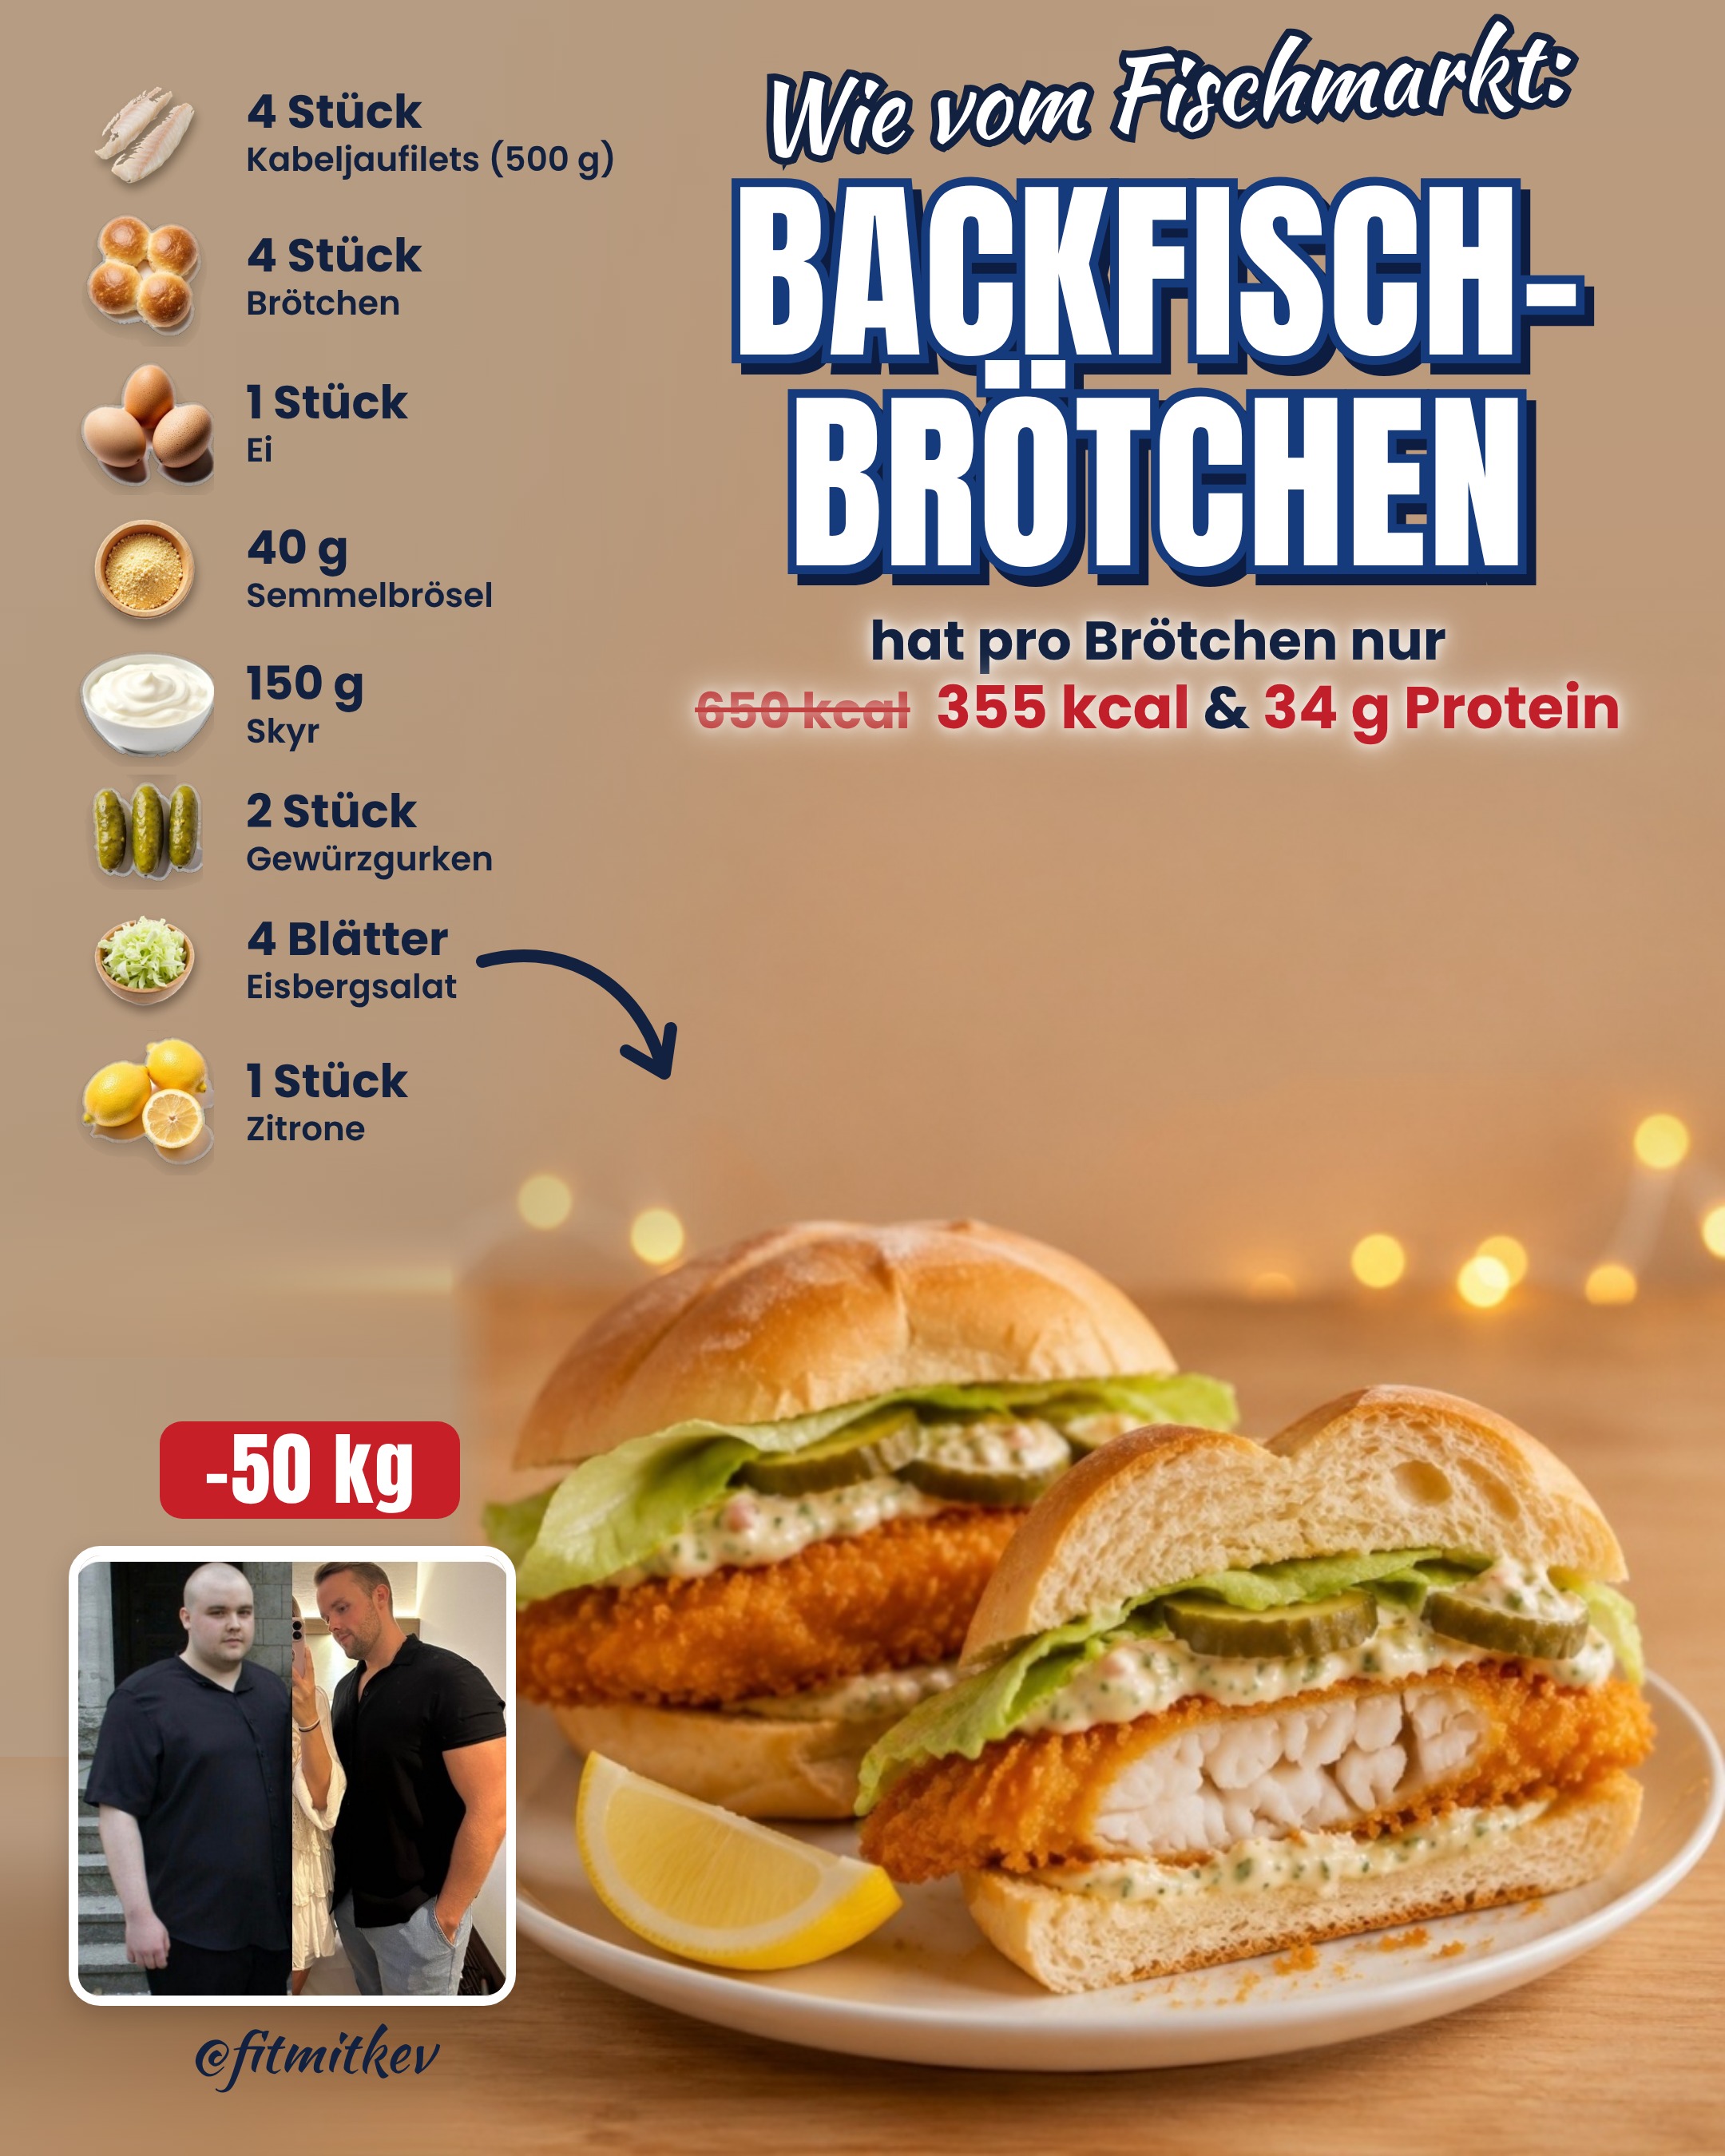 Wie vom Fischmarkt:
BACKFISCH-
BRÖTCHEN
hat pro Brötchen nur
650 kcal 355 kcal & 34 g Protein
4 Stück
Kabeljaufilets (500 g)
4 Stück
Brötchen
1 Stück
Ei
40 g
Semmelbrösel
150 g
Skyr
2 Stück
Gewürzgurken
4 Blätter
Eisbergsalat
1 Stück
Zitrone
-50 kg
@fitmitkev